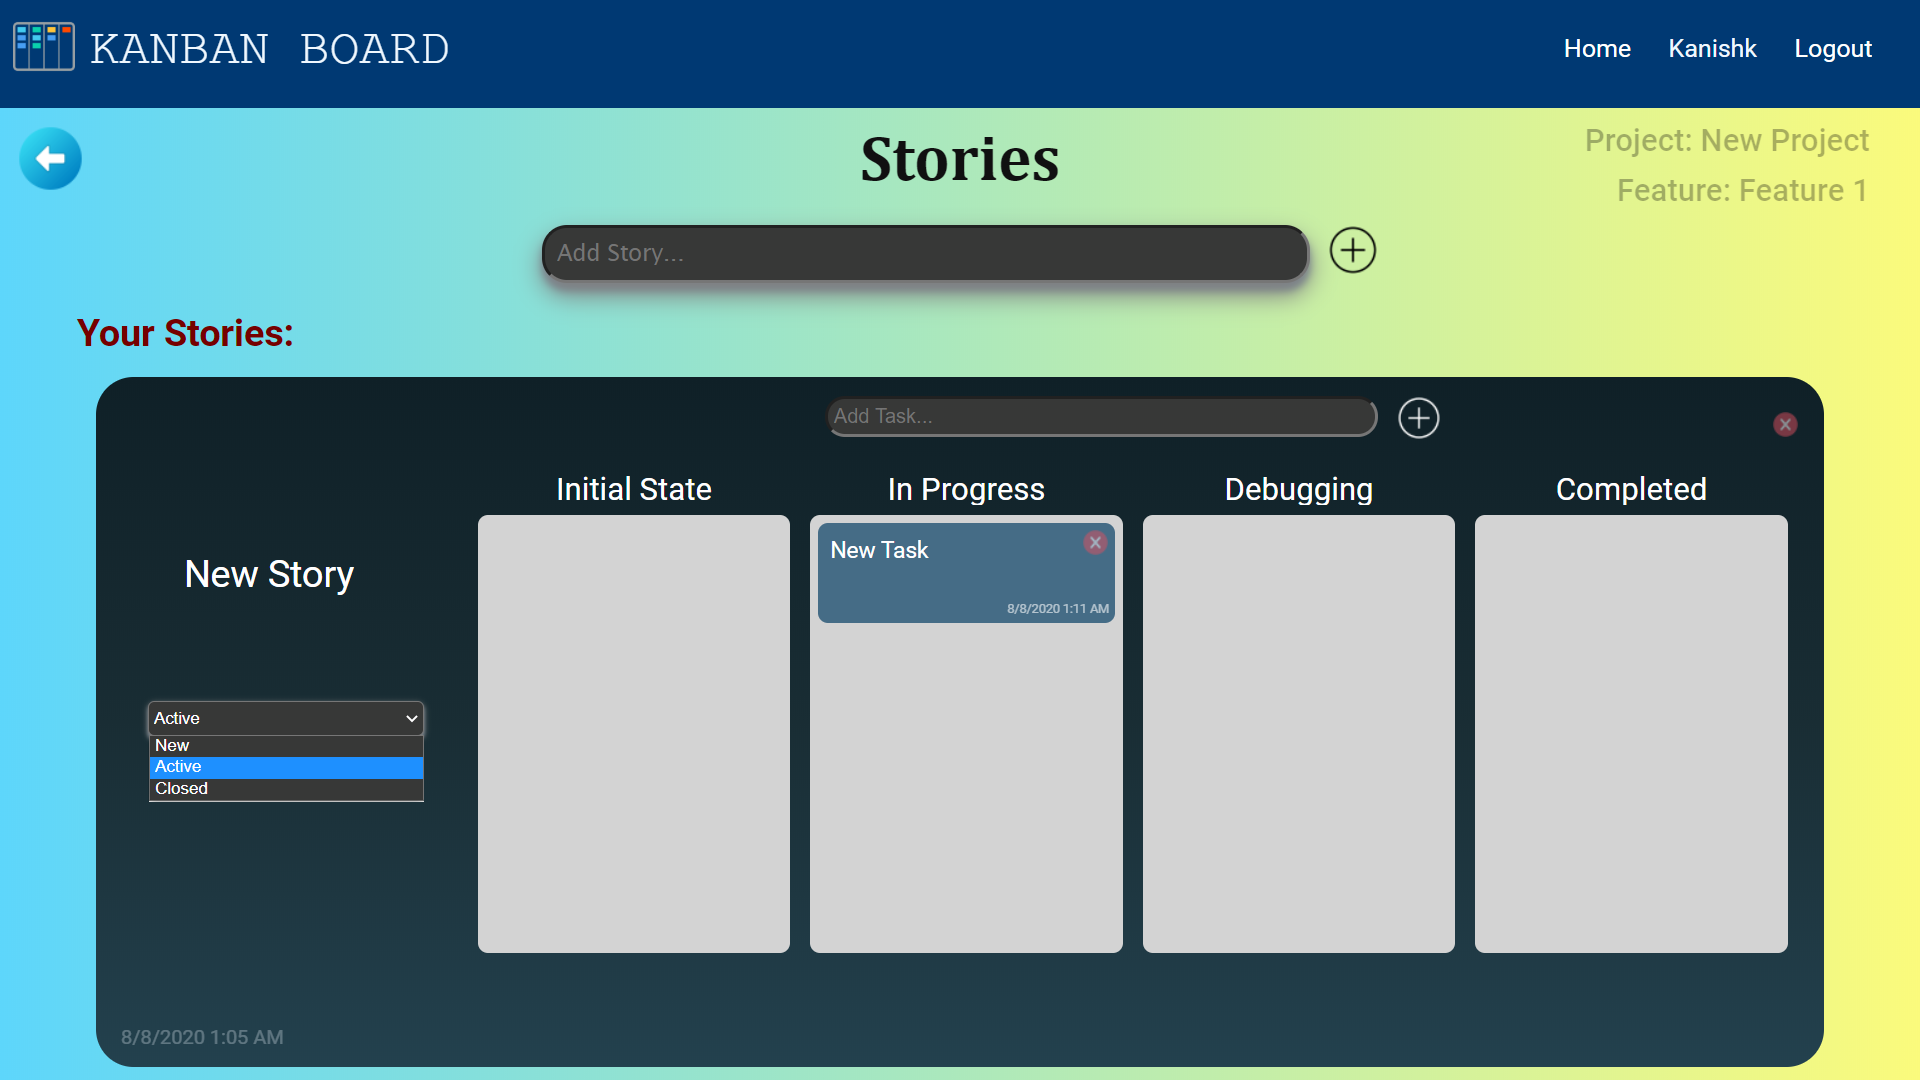 KANBAN BOARD
Home Kanishk Logout
Stories
Project: New Project
Feature: Feature 1
Add Story...
Your Stories:
Add Task...
Initial State In Progress Debugging Completed
New Task
8/8/2020 1:11 AM
New Story
Active
New
Active
Closed
8/8/2020 1:05 AM